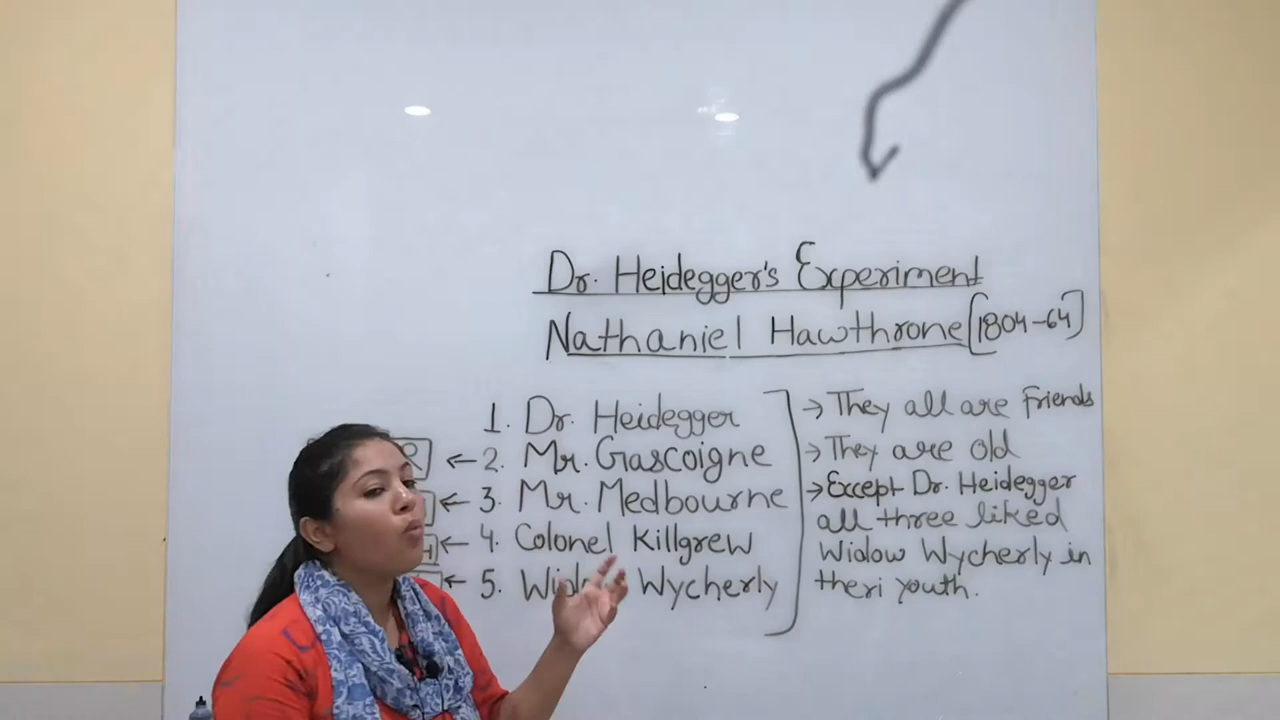 Dr. Heidegger's Experiment
Nathaniel Hawthrone [1804-64]
1. Dr. Heidegger
R ← 2. Mr. Gascoigne
← 3. Mr. Medbourne
H ← 4. Colonel Killgrew
← 5. Wycherly
→ They all are friends
→ They are old
→ Except Dr. Heidegger
all three liked
Widow Wycherly in
theri youth.